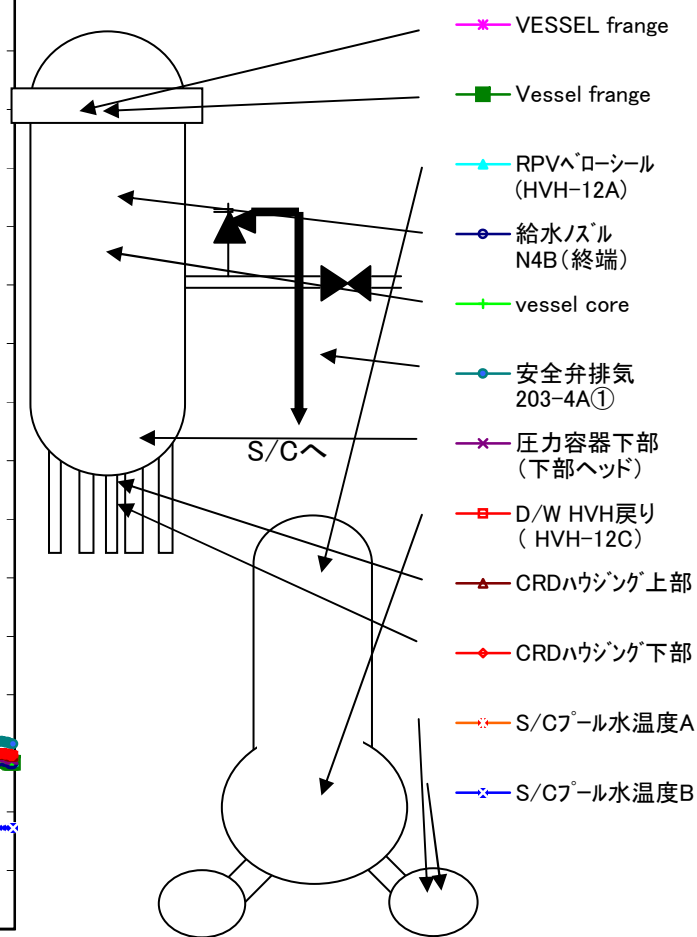 VESSEL frange
Vessel frange
RPVベローシール
(HVH-12A)
給水ノズル
N4B(終端)
vessel core
安全弁排気
203-4A①
圧力容器下部
(下部ヘッド)
D/W HVH戻り
( HVH-12C)
CRDハウジング上部
CRDハウジング下部
S/Cプール水温度A
S/Cプール水温度B
S/Cへ